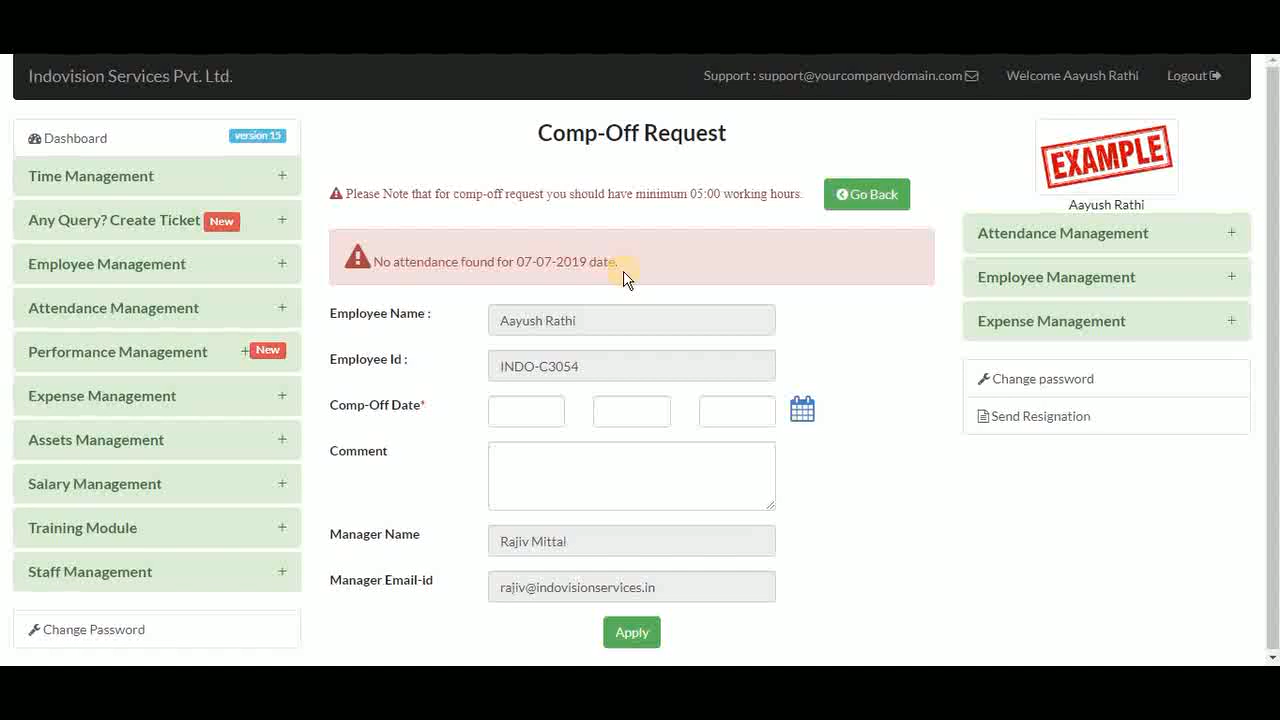 Indovision Services Pvt. Ltd.
Support : support@yourcompanydomain.com
Welcome Aayush Rathi
Logout
Dashboard
version 15
Time Management +
Any Query? Create Ticket New +
Employee Management +
Attendance Management +
Performance Management + New
Expense Management +
Assets Management +
Salary Management +
Training Module +
Staff Management +
Change Password
Comp-Off Request
Please Note that for comp-off request you should have minimum 05:00 working hours.
Go Back
No attendance found for 07-07-2019 date.
Employee Name :
Aayush Rathi
Employee Id :
INDO-C3054
Comp-Off Date*
Comment
Manager Name
Rajiv Mittal
Manager Email-id
rajiv@indovisionservices.in
Apply
EXAMPLE
Aayush Rathi
Attendance Management +
Employee Management +
Expense Management +
Change password
Send Resignation